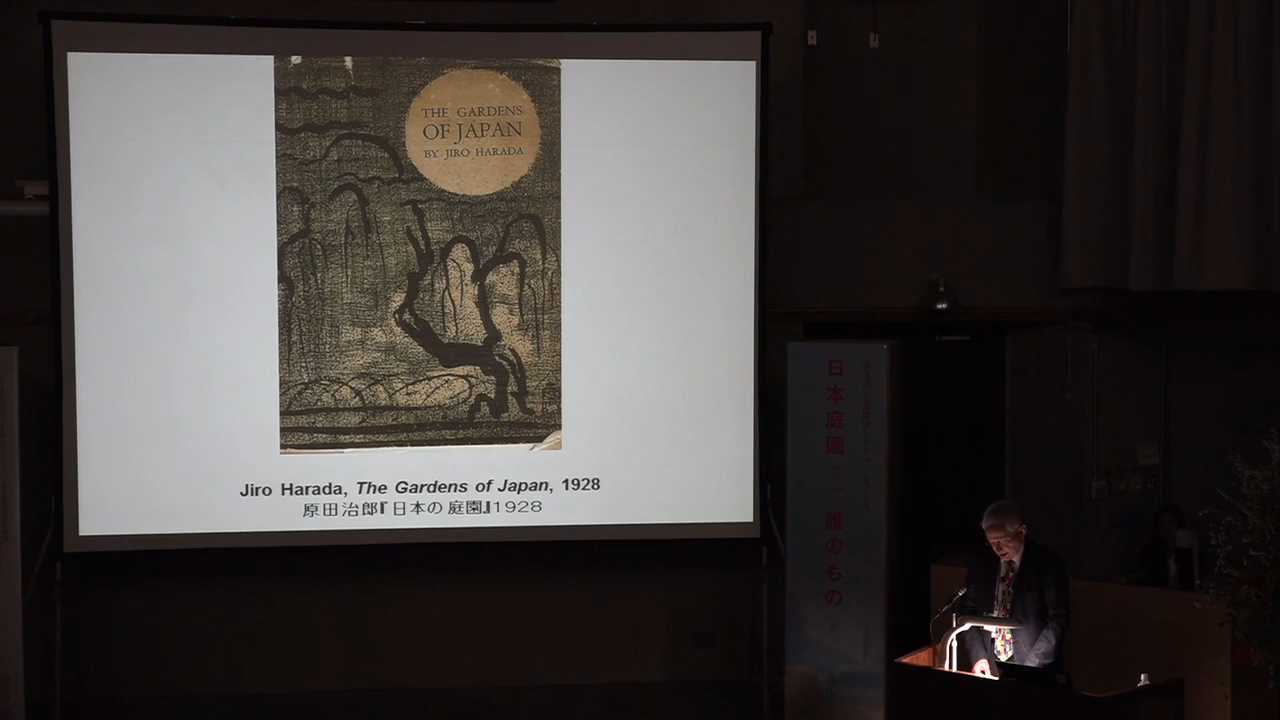 THE GARDENS
OF JAPAN
BY JIRO HARADA
Jiro Harada, The Gardens of Japan, 1928
原田治郎『日本の庭園』1928
日本庭園
誰のもの?